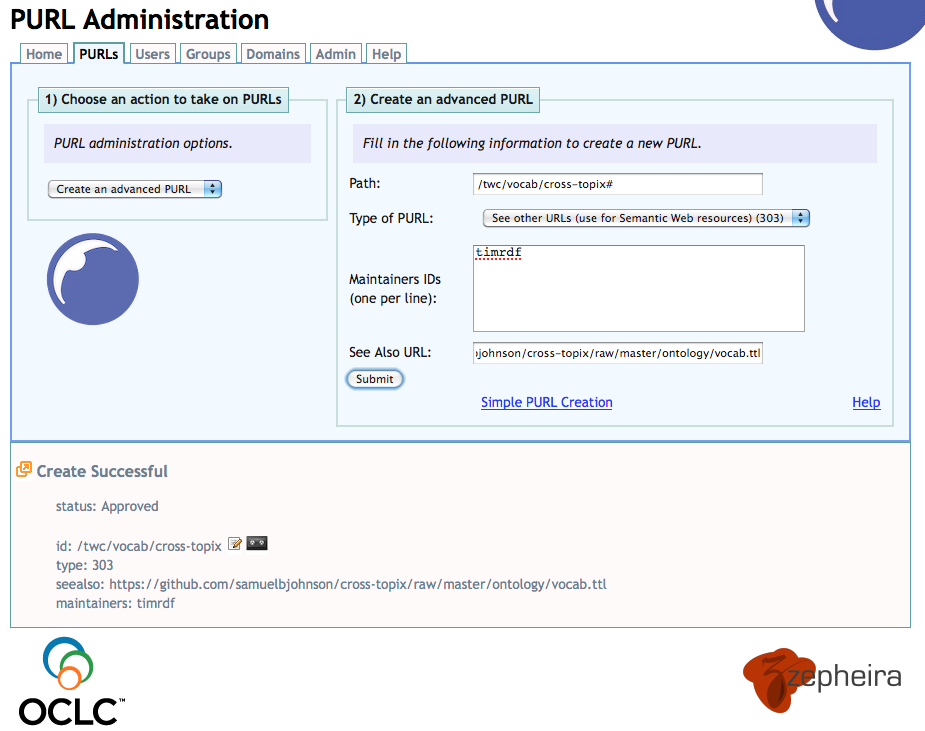 PURL Administration
Home PURLs Users Groups Domains Admin Help
1) Choose an action to take on PURLs
PURL administration options.
Create an advanced PURL
2) Create an advanced PURL
Fill in the following information to create a new PURL.
Path: /twc/vocab/cross-topix#
Type of PURL: See other URLs (use for Semantic Web resources) (303)
Maintainers IDs
(one per line):
timrdf
See Also URL: johnson/cross-topix/raw/master/ontology/vocab.ttl
Submit
Simple PURL Creation Help
Create Successful
status: Approved
id: /twc/vocab/cross-topix
type: 303
seealso: https://github.com/samuelbjohnson/cross-topix/raw/master/ontology/vocab.ttl
maintainers: timrdf
OCLC™
zepheira